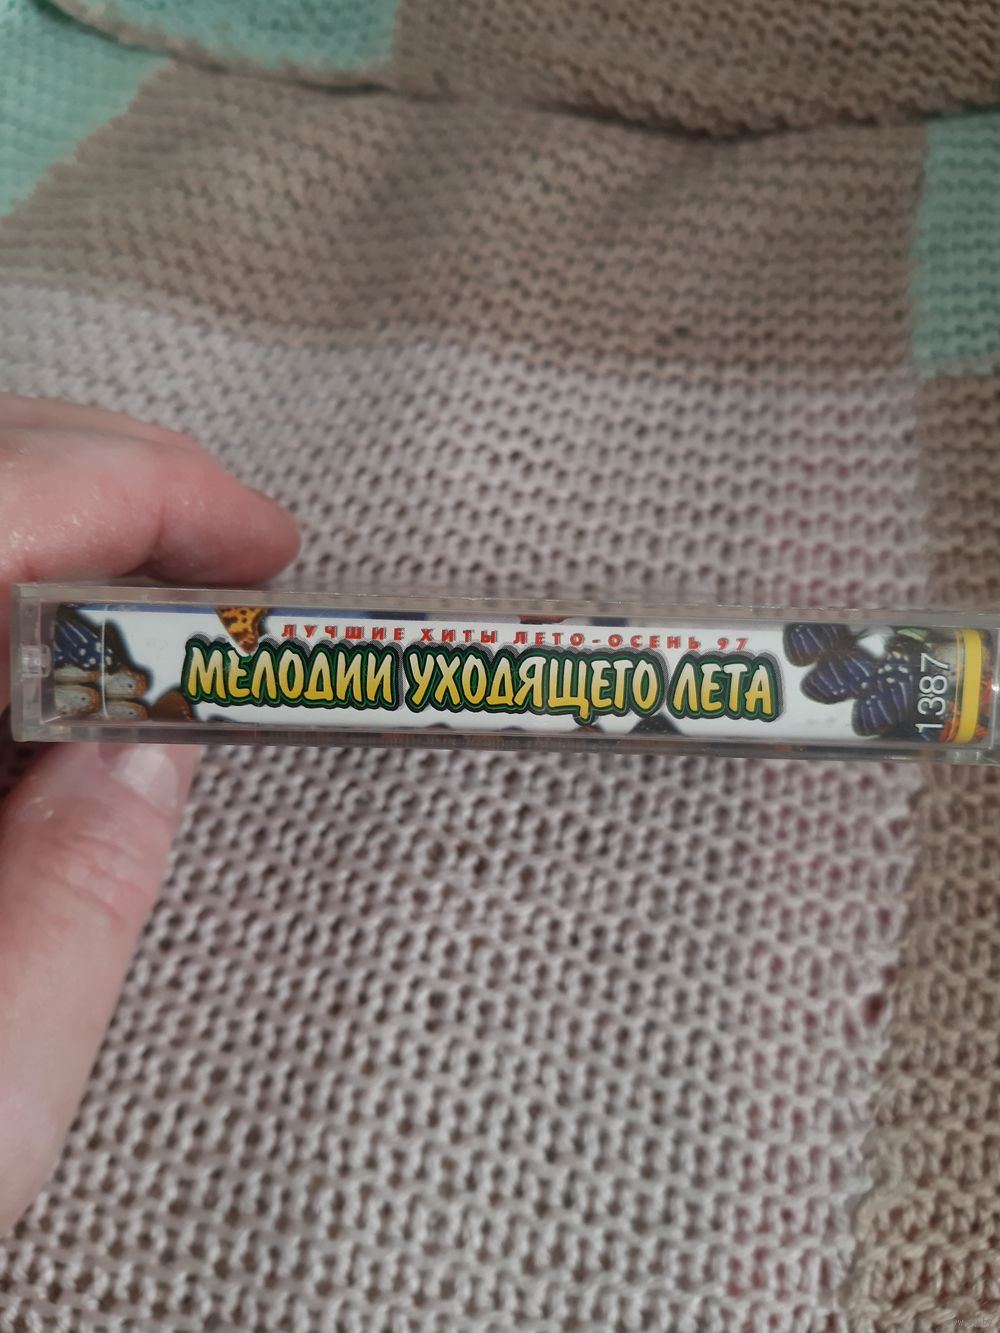 ЛУЧШИЕ ХИТЫ ЛЕТО-ОСЕНЬ 97
МЕЛОДИИ УХОДЯЩЕГО ЛЕТА
1387